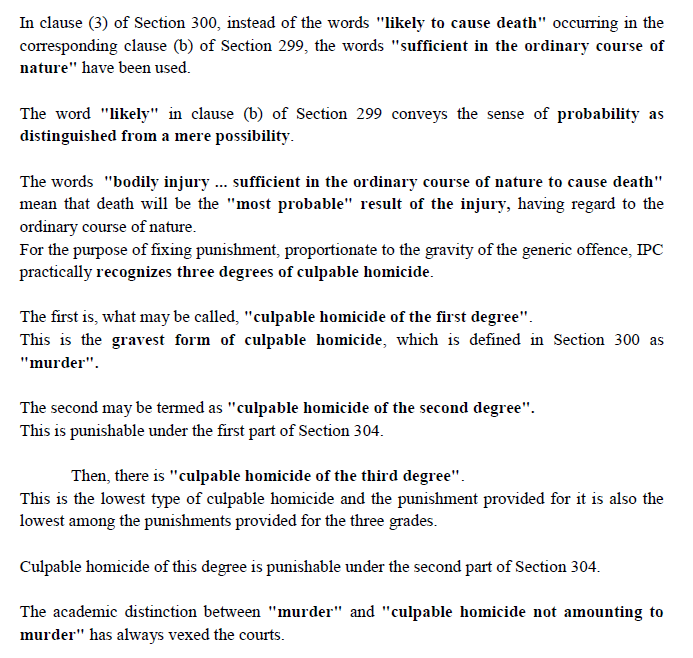 In clause (3) of Section 300, instead of the words "likely to cause death" occurring in the
corresponding clause (b) of Section 299, the words "sufficient in the ordinary course of
nature" have been used.
The word "likely" in clause (b) of Section 299 conveys the sense of probability as
distinguished from a mere possibility.
The words "bodily injury ... sufficient in the ordinary course of nature to cause death"
mean that death will be the "most probable" result of the injury, having regard to the
ordinary course of nature.
For the purpose of fixing punishment, proportionate to the gravity of the generic offence, IPC
practically recognizes three degrees of culpable homicide.
The first is, what may be called, "culpable homicide of the first degree".
This is the gravest form of culpable homicide, which is defined in Section 300 as
"murder".
The second may be termed as "culpable homicide of the second degree".
This is punishable under the first part of Section 304.
Then, there is "culpable homicide of the third degree".
This is the lowest type of culpable homicide and the punishment provided for it is also the
lowest among the punishments provided for the three grades.
Culpable homicide of this degree is punishable under the second part of Section 304.
The academic distinction between "murder" and "culpable homicide not amounting to
murder" has always vexed the courts.